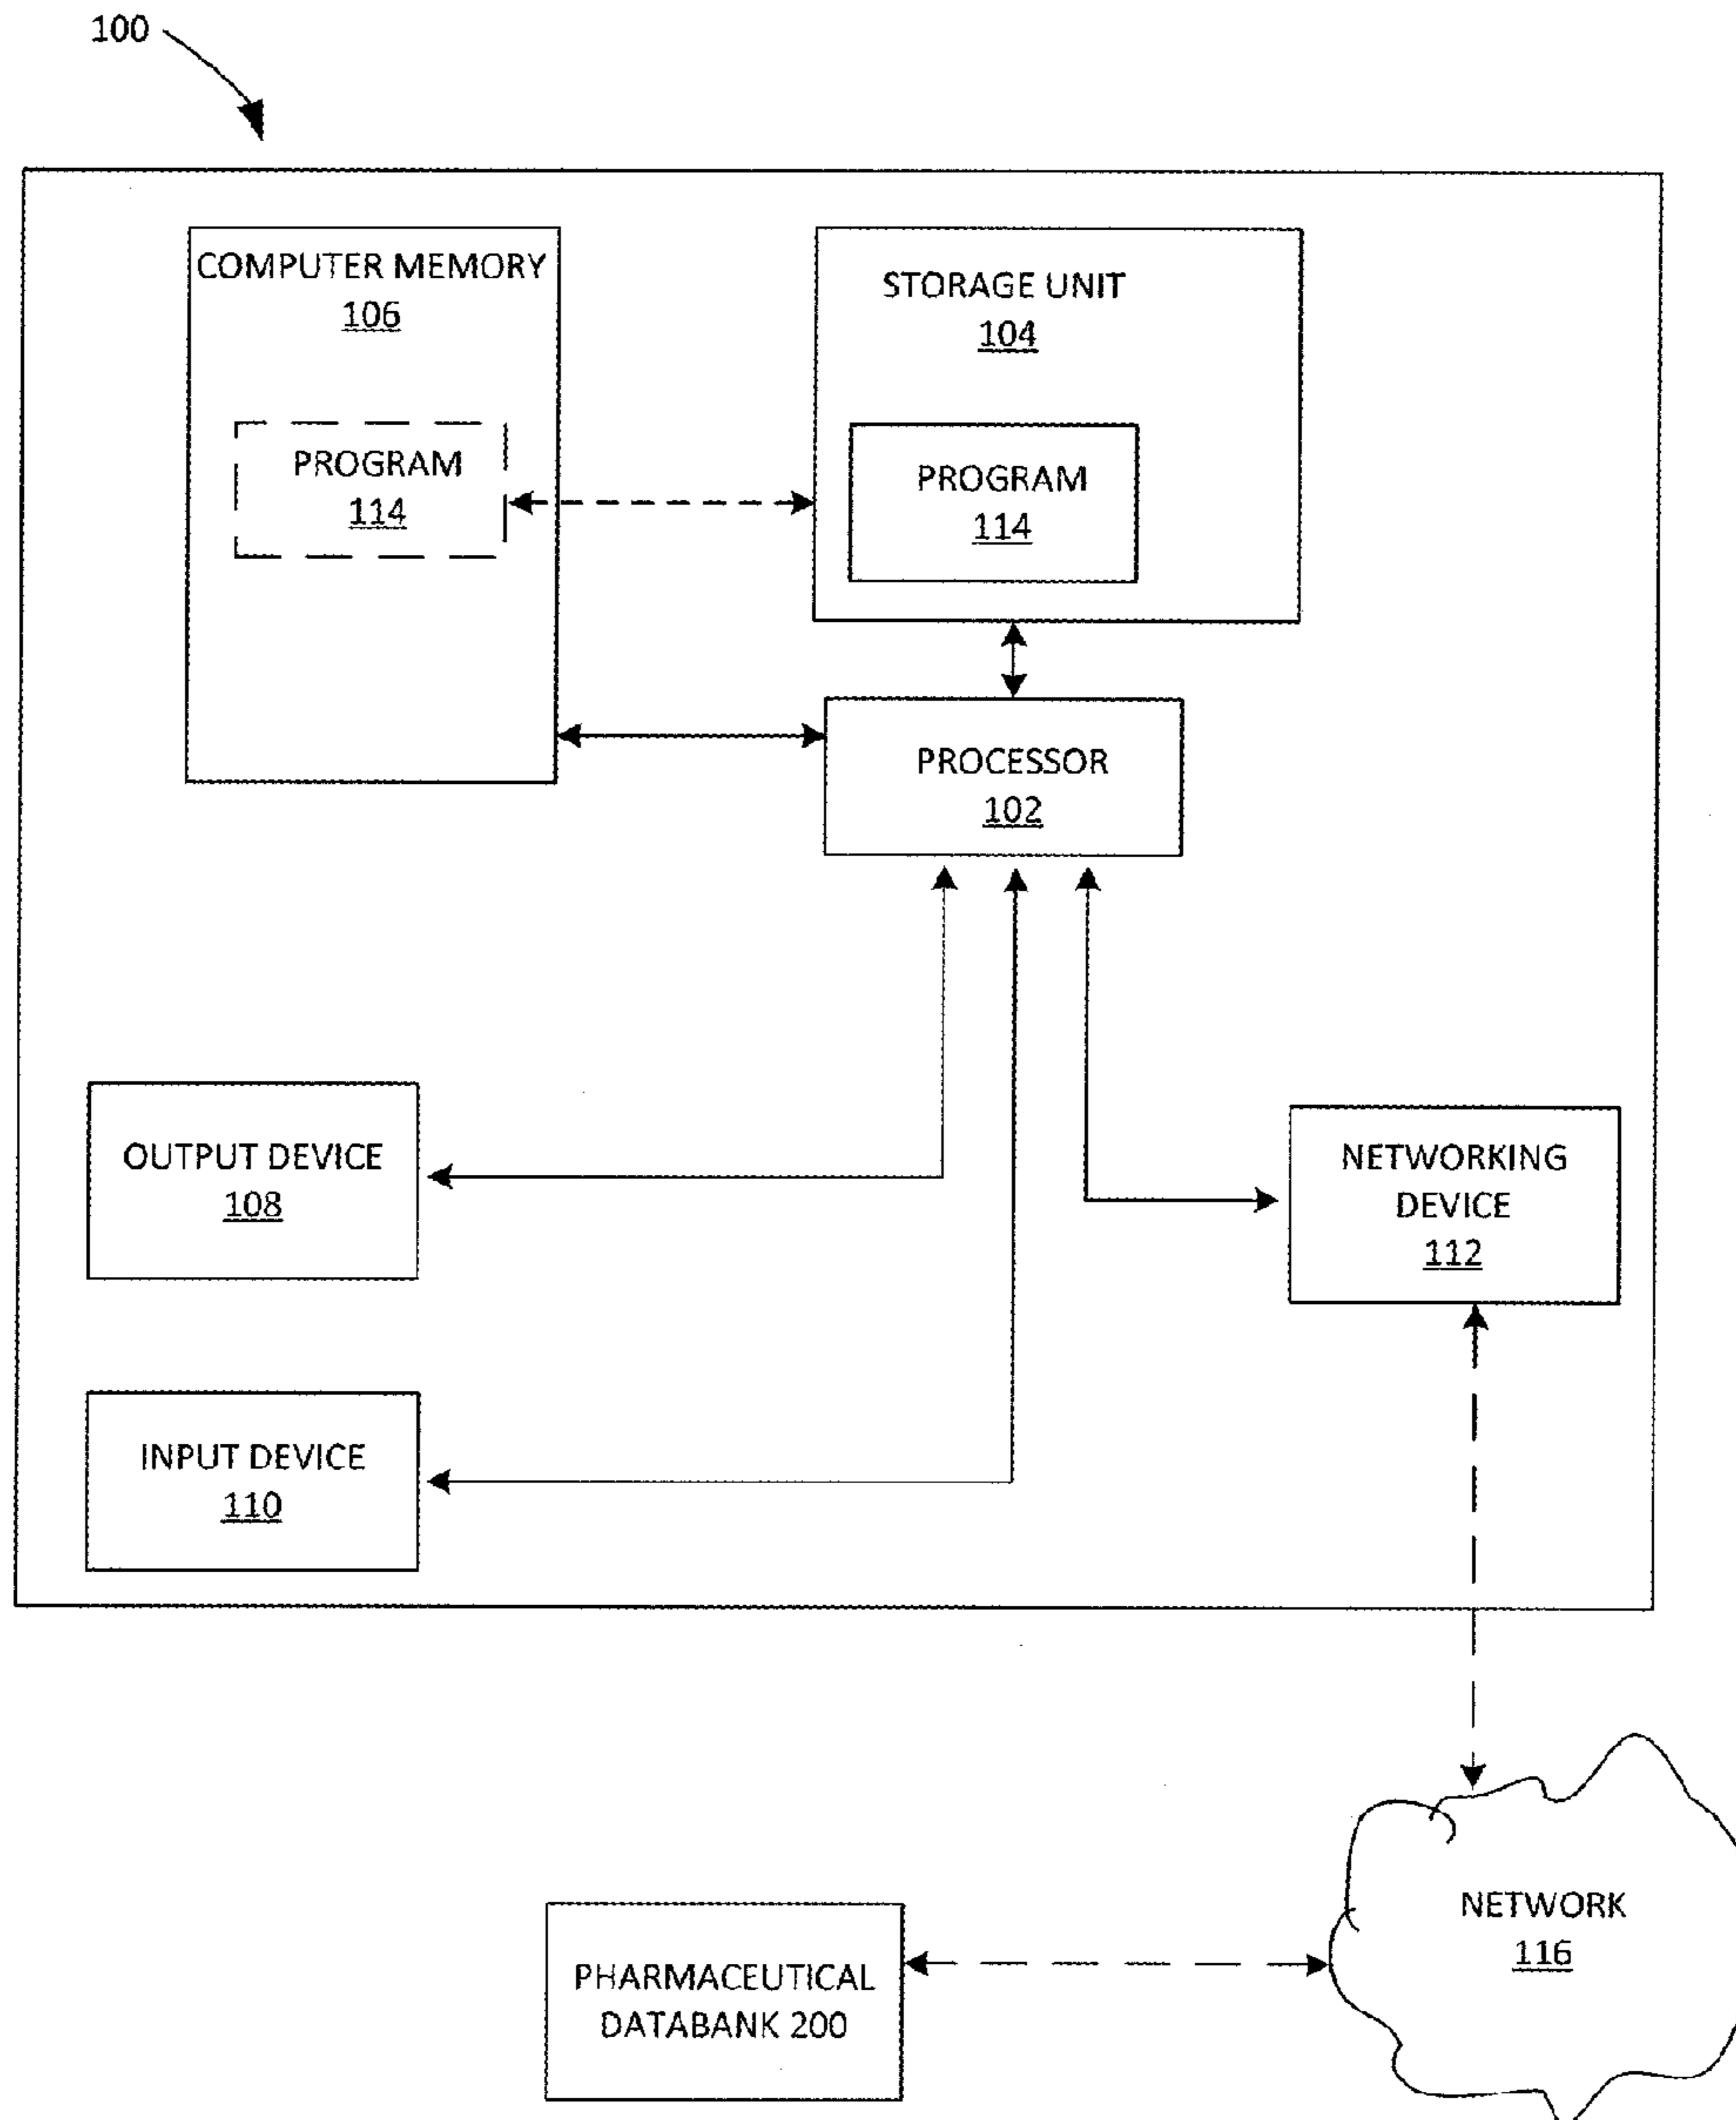 100
COMPUTER MEMORY
106
PROGRAM
114
STORAGE UNIT
104
PROGRAM
114
PROCESSOR
102
OUTPUT DEVICE
108
NETWORKING
DEVICE
112
INPUT DEVICE
110
NETWORK
116
PHARMACEUTICAL
DATABANK 200